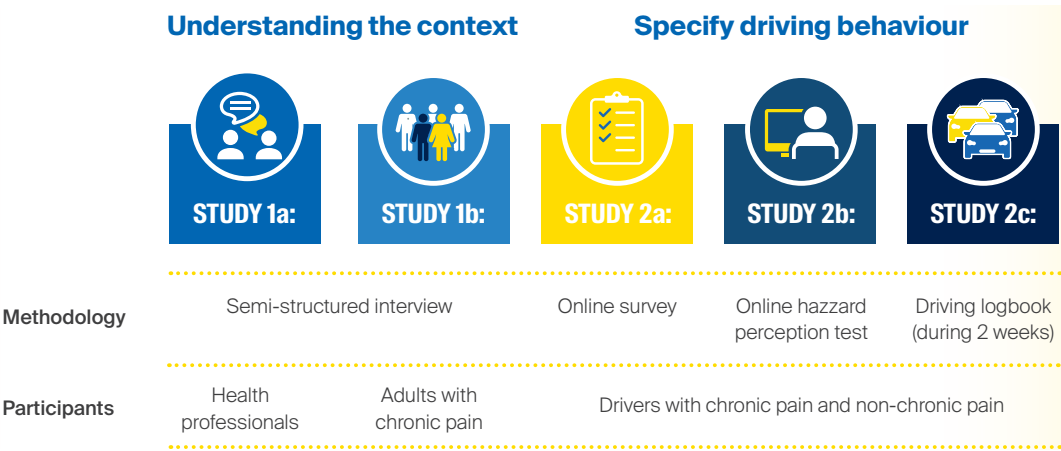 Understanding the context
Specify driving behaviour
STUDY 1a:
STUDY 1b:
STUDY 2a:
STUDY 2b:
STUDY 2c:
Methodology
Semi-structured interview
Online survey
Online hazzard
perception test
Driving logbook
(during 2 weeks)
Participants
Health
professionals
Adults with
chronic pain
Drivers with chronic pain and non-chronic pain